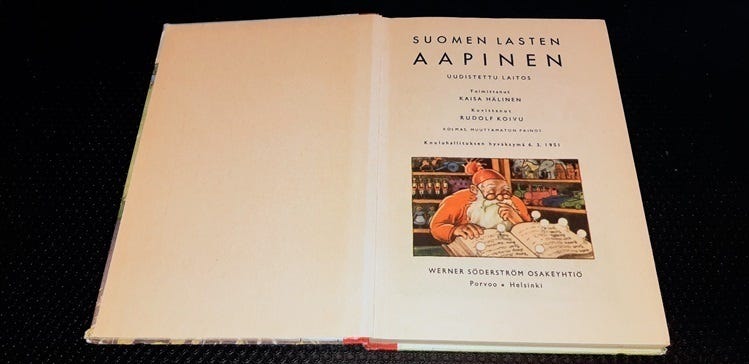 SUOMEN LASTEN
AAPINEN
UUDISTETTU LAITOS
Toimittanut
KAISA HÄLINEN
Kuvittanut
RUDOLF KOIVU
KOLMAS, MUUTTAMATON PAINOS
Kouluhallituksen hyväksymä 6. 3. 1951
WERNER SÖDERSTRÖM OSAKEYHTIÖ
Porvoo • Helsinki